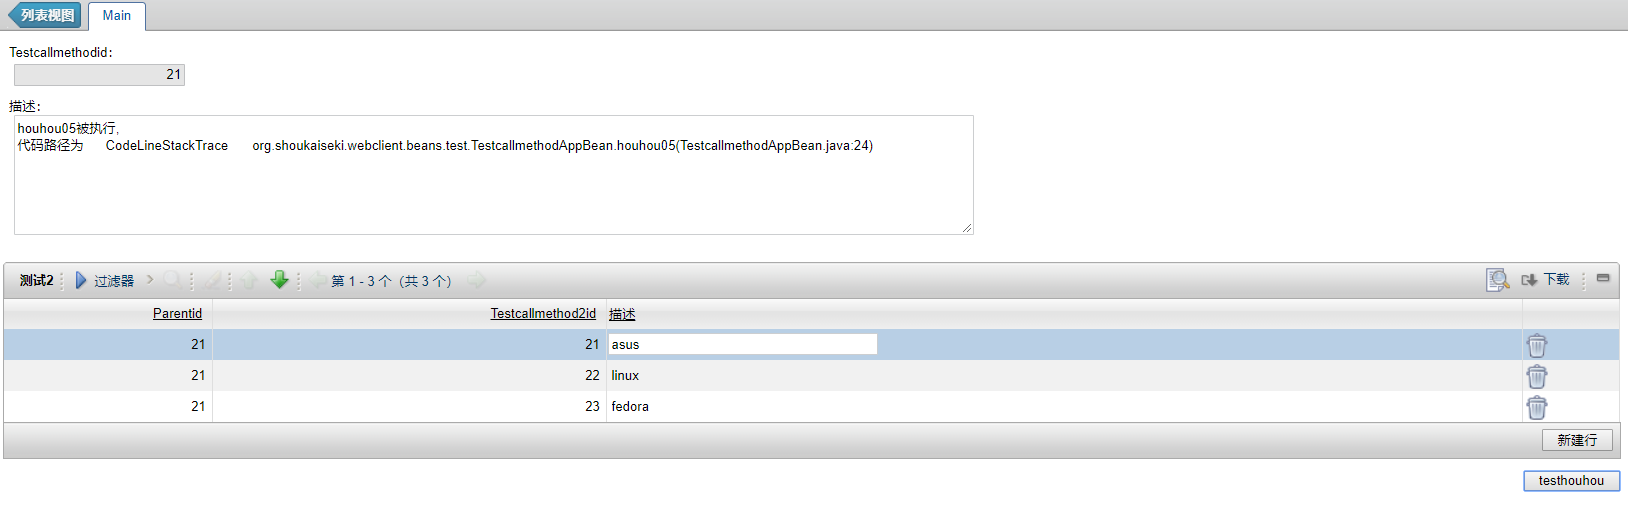 列表视图 Main
Testcallmethodid：
21
描述：
houhou05被执行,
代码路径为 CodeLineStackTrace org.shoukaiseki.webclient.beans.test.TestcallmethodAppBean.houhou05(TestcallmethodAppBean.java:24)
测试2 过滤器 第 1 - 3 个（共 3 个） 下载
Parentid Testcallmethod2id 描述
21 21 asus
21 22 linux
21 23 fedora
新建行
testhouhou